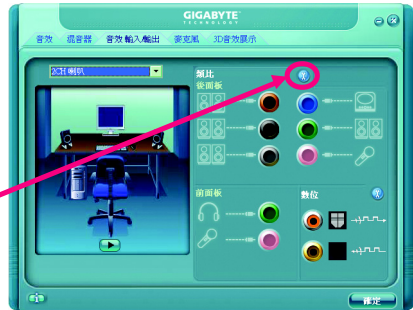 GIGABYTE
TECHNOLOGY
音效 混音器 音效 輸入/輸出 麥克風 3D音效展示
2CH 喇叭
類比
後面板
前面板
數位
確定